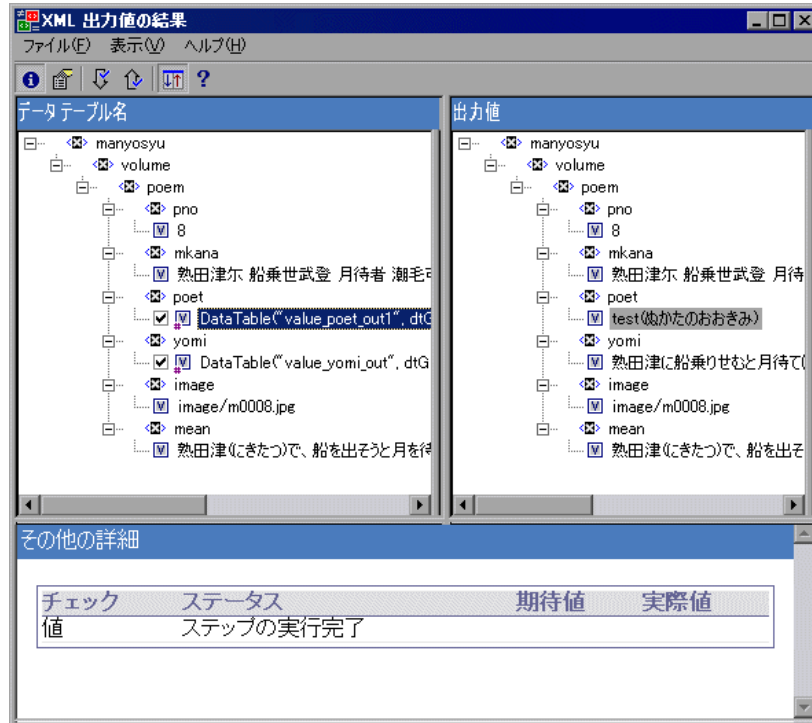 XML 出力値の結果
ファイル(F) 表示(V) ヘルプ(H)
データ テーブル名
manyosyu
volume
poem
pno
8
mkana
熟田津尓 船乗世武登 月待者 潮毛
poet
DataTable("value_poet_out1", dtG
yomi
DataTable("value_yomi_out", dtG
image
image/m0008.jpg
mean
熟田津(にきたつ)で、船を出そうと月を待
出力値
manyosyu
volume
poem
pno
8
mkana
熟田津尓 船乗世武登 月待
poet
test(ぬかたのおおきみ)
yomi
熟田津に船乗りせむと月待て
image
image/m0008.jpg
mean
熟田津(にきたつ)で、船を出そ
その他の詳細
チェック ステータス 期待値 実際値
値 ステップの実行完了